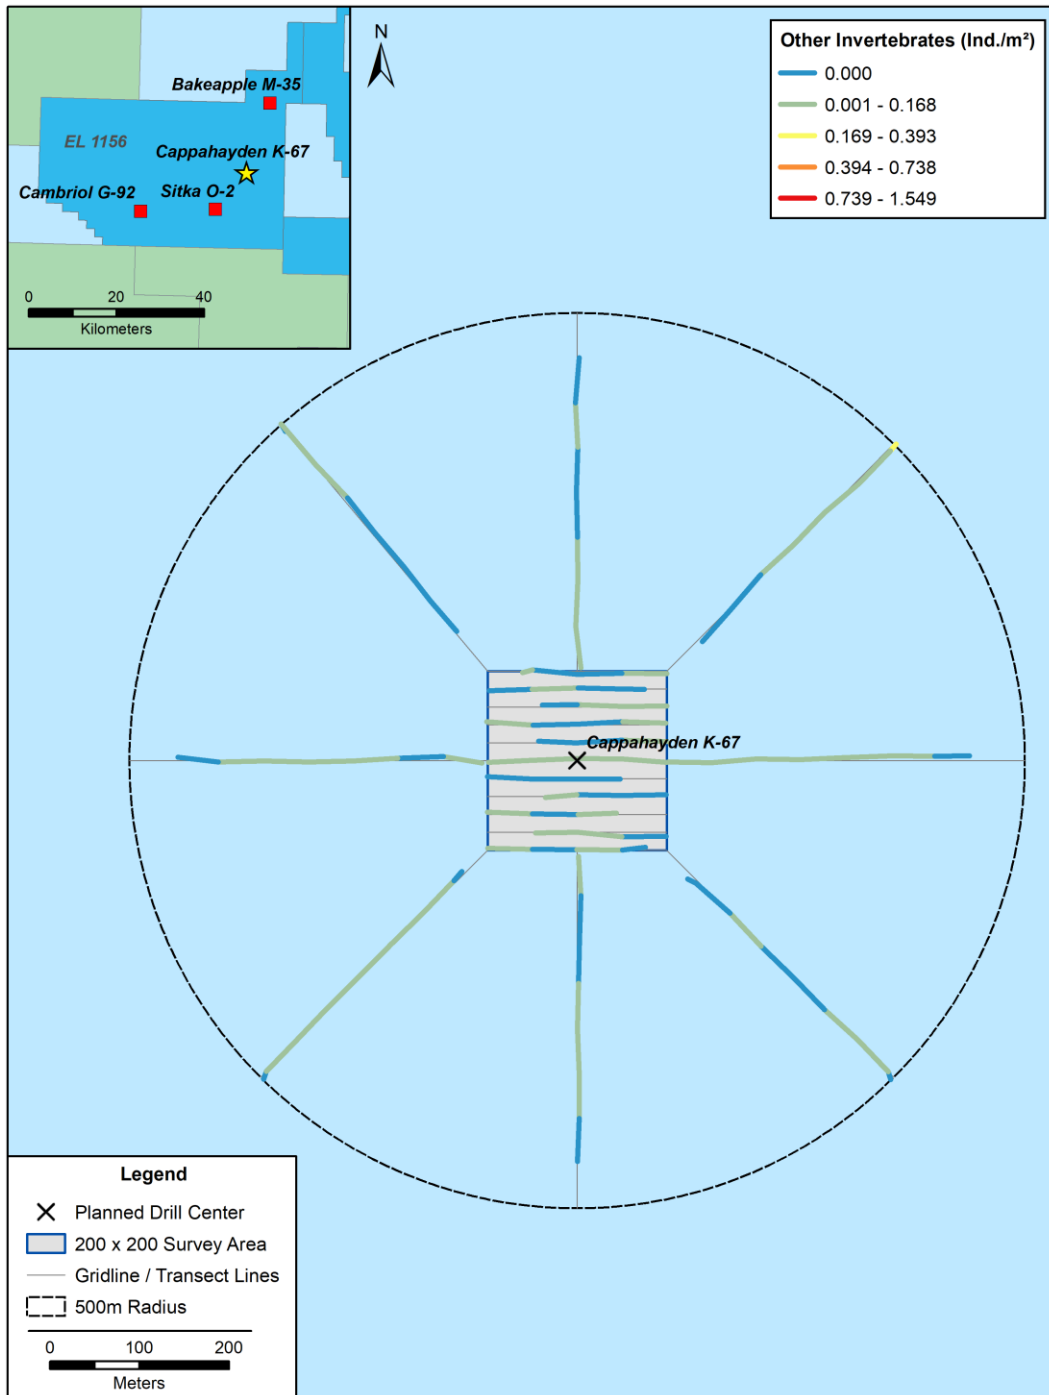 Bakeapple M-35
EL 1156
Cappahayden K-67
Cambriol G-92
Sitka O-2
0 20 40
Kilometers
N
Other Invertebrates (Ind./m²)
0.000
0.001 - 0.168
0.169 - 0.393
0.394 - 0.738
0.739 - 1.549
Cappahayden K-67
Legend
Planned Drill Center
200 x 200 Survey Area
Gridline / Transect Lines
500m Radius
0 100 200
Meters